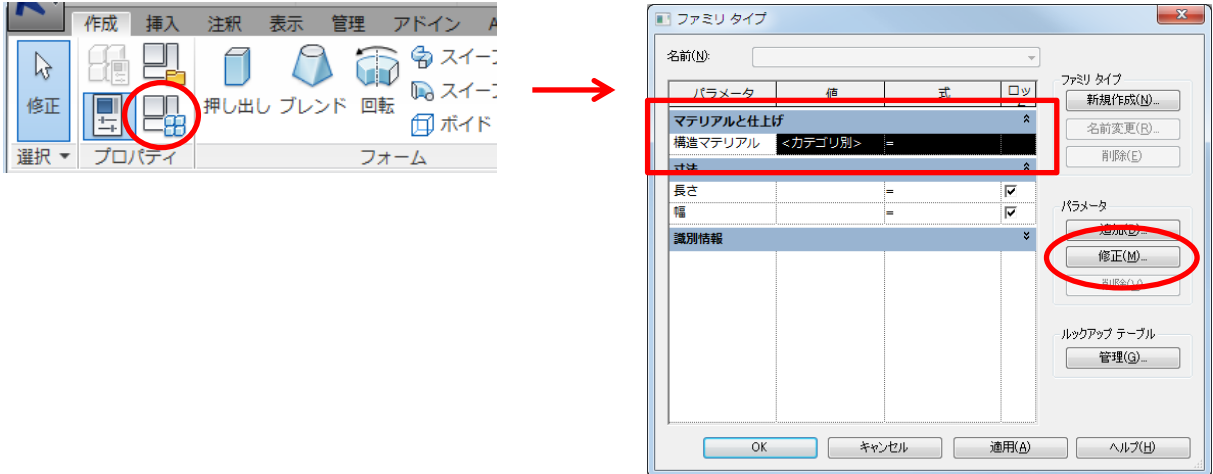 作成 挿入 注釈 表示 管理 アドイン A
修正
押し出し ブレンド 回転
スイープ
スイープ
ボイド
選択 プロパティ フォーム
ファミリ タイプ
名前(N):
パラメータ 値 式 ロッ
マテリアルと仕上げ
構造マテリアル <カテゴリ別> =
寸法
長さ =
幅 =
識別情報
ファミリ タイプ
新規作成(N)...
名前変更(R)...
削除(E)
パラメータ
追加(D)...
修正(M)...
削除(V)
ルックアップ テーブル
管理(G)...
OK キャンセル 適用(A) ヘルプ(H)